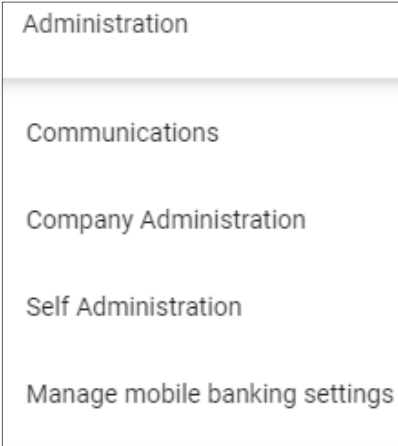 Administration
Communications
Company Administration
Self Administration
Manage mobile banking settings